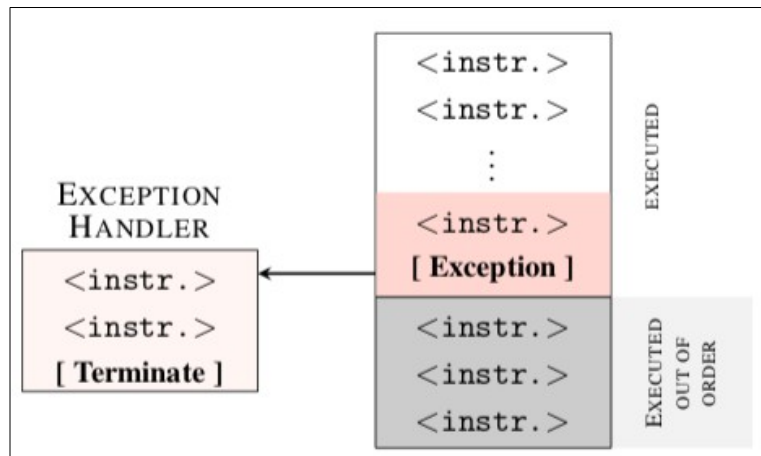 EXCEPTION
HANDLER
<instr.>
<instr.>
[ Terminate ]
<instr.>
<instr.>
⋮
<instr.>
[ Exception ]
<instr.>
<instr.>
<instr.>
EXECUTED
EXECUTED
OUT OF
ORDER